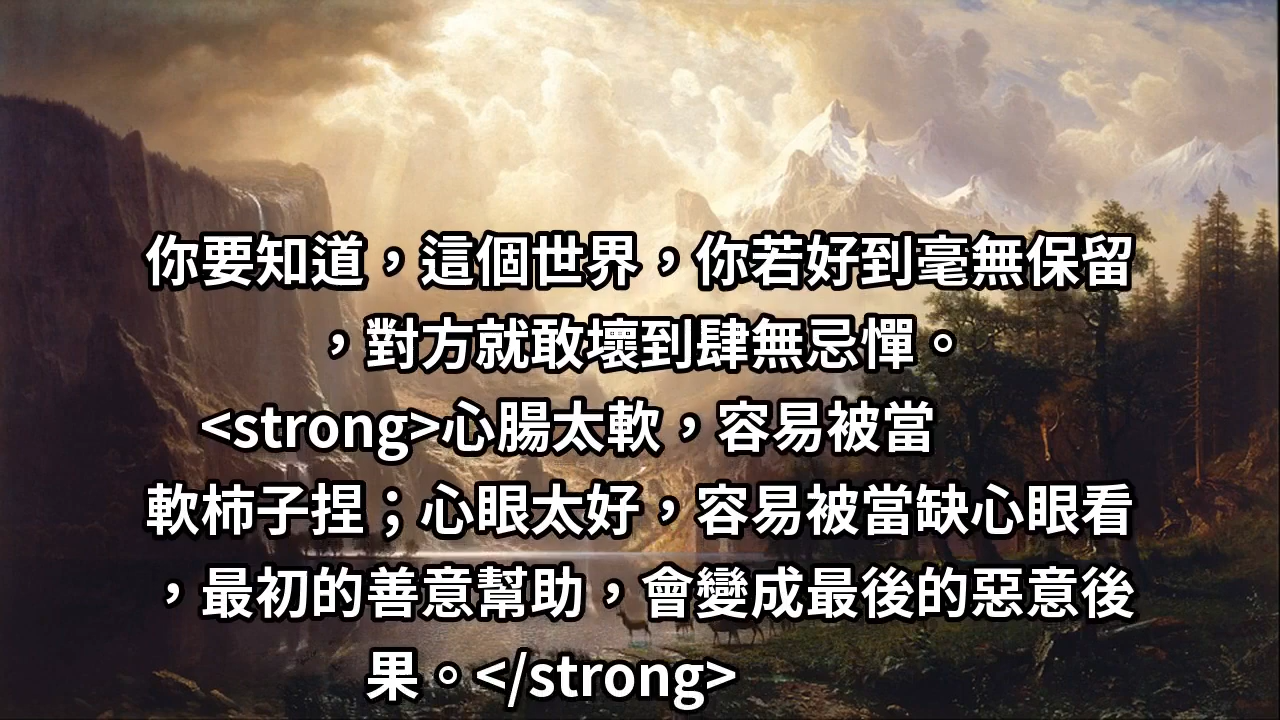 你要知道，這個世界，你若好到毫無保留
，對方就敢壞到肆無忌憚。
<strong>心腸太軟，容易被當
軟柿子捏；心眼太好，容易被當缺心眼看
，最初的善意幫助，會變成最後的惡意後
果。</strong>